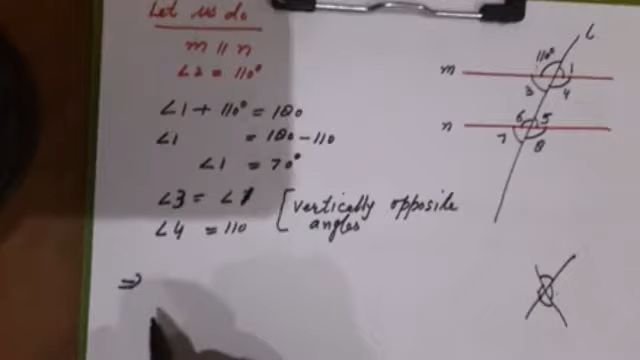 Let us do
m || n
∠2 = 110°
∠1 + 110° = 180
∠1 = 180 - 110
∠1 = 70°
∠3 = ∠1 [vertically opposite
∠4 = 110 angles
⇒
l
110° 1
m
3 4
6 5
n
7 8